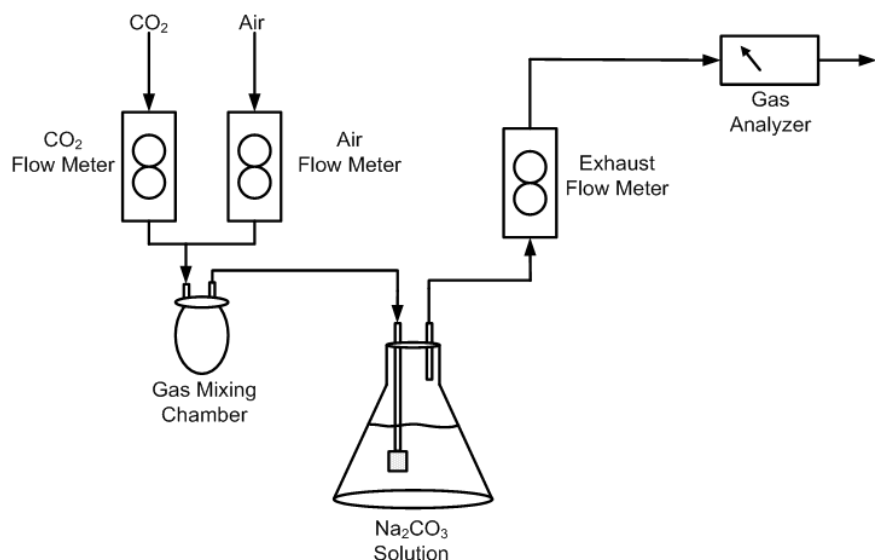 CO₂
Air
CO₂
Flow Meter
Air
Flow Meter
Exhaust
Flow Meter
Gas
Analyzer
Gas Mixing
Chamber
Na₂CO₃
Solution